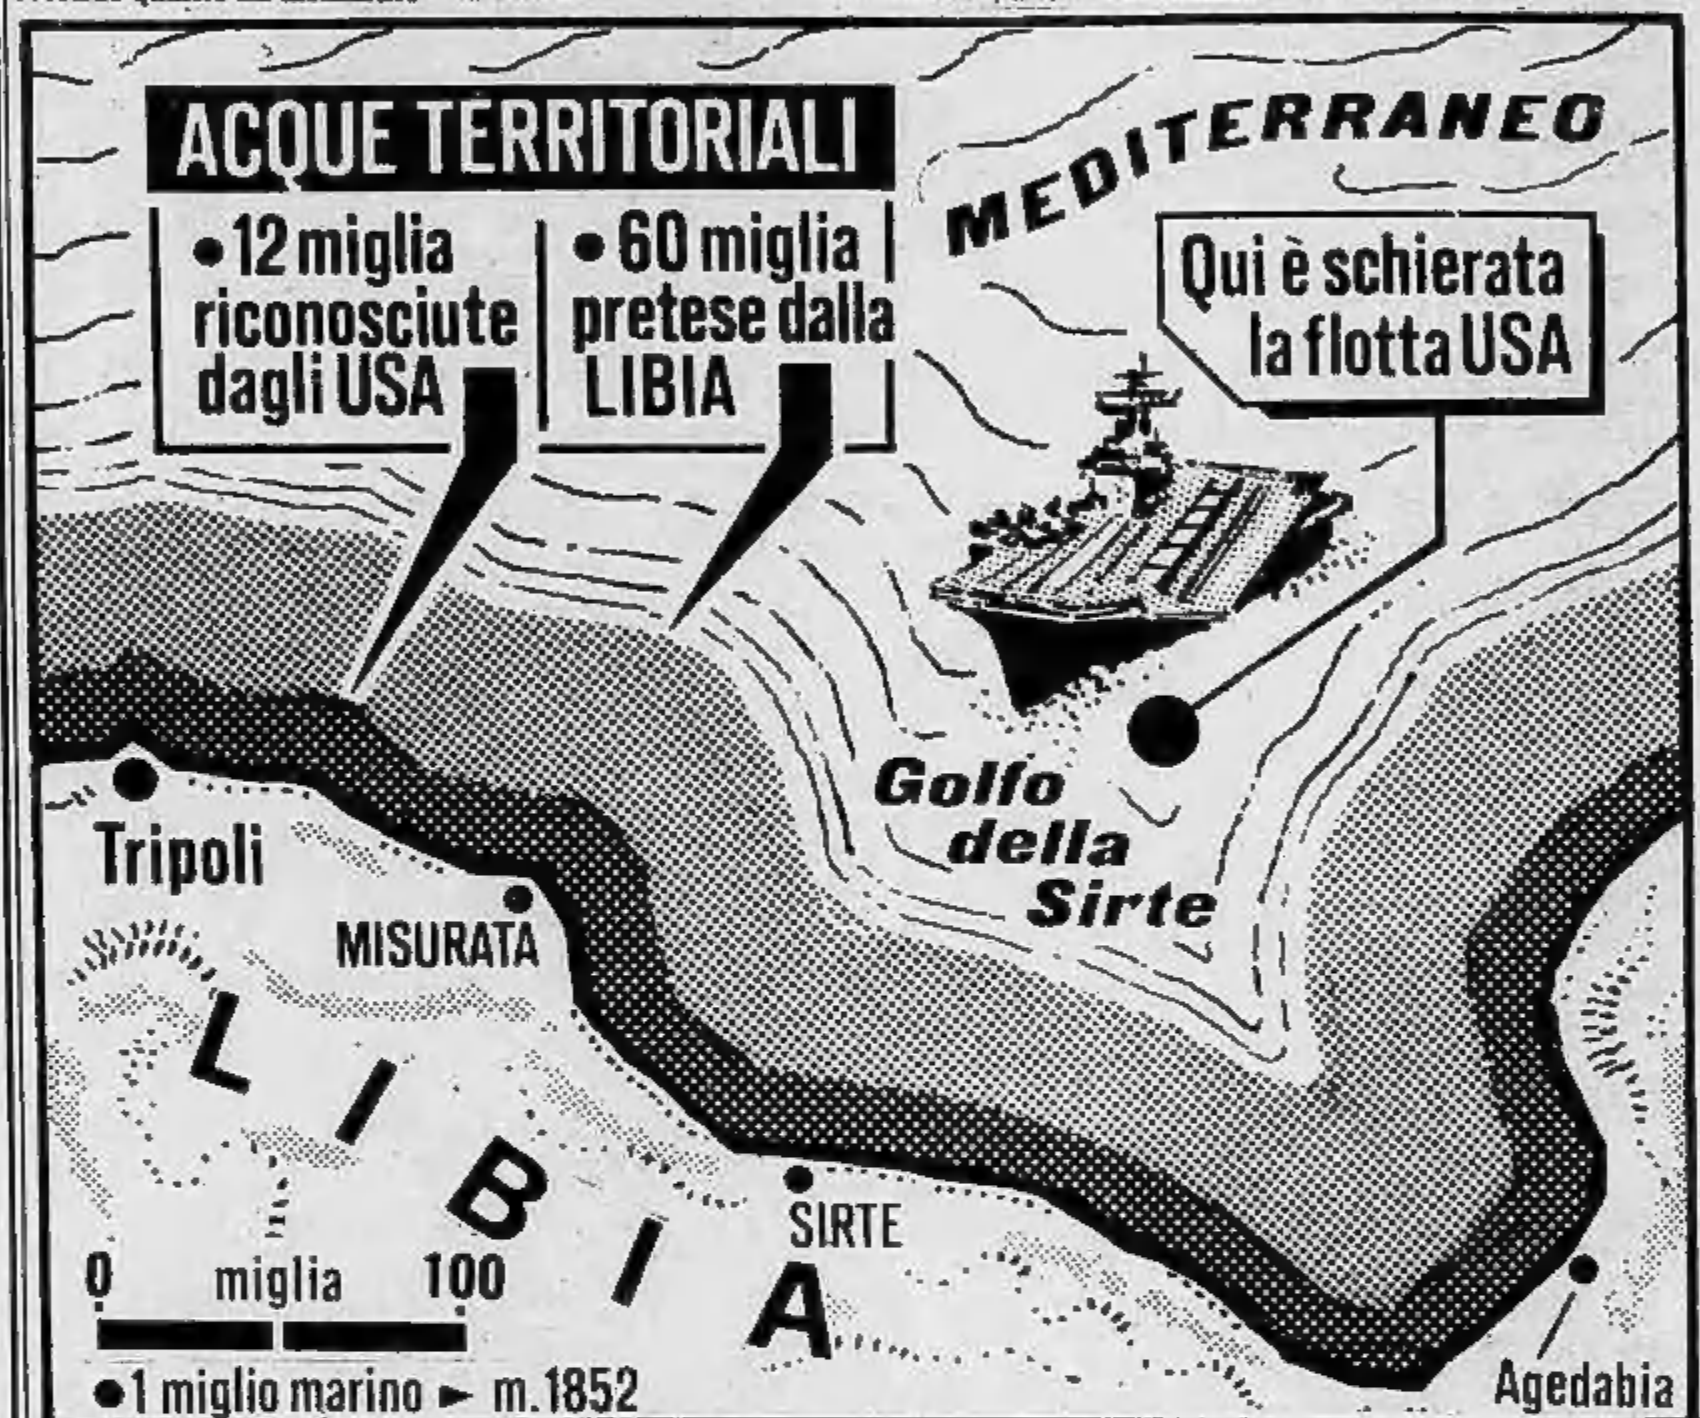 ACQUE TERRITORIALI
• 12 miglia
riconosciute
dagli USA
• 60 miglia
pretese dalla
LIBIA
MEDITERRANEO
Qui è schierata
la flotta USA
Golfo
della
Sirte
Tripoli
MISURATA
LIBIA
SIRTE
Agedabia
0 miglia 100
• 1 miglio marino ► m.1852